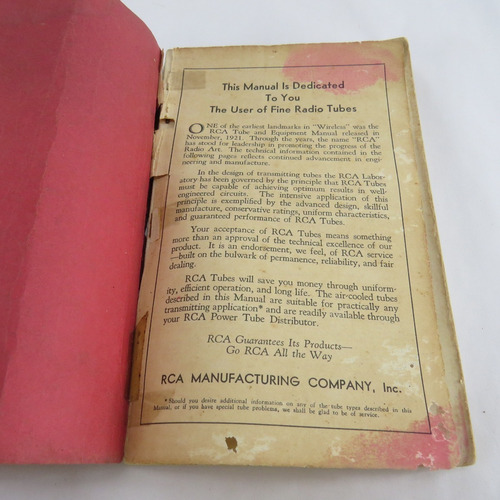 This Manual Is Dedicated
To You
The User of Fine Radio Tubes
ONE of the earliest landmarks in "Wireless" was the
RCA Tube and Equipment Manual released in
November, 1921. Through the years, the name "RCA"
has stood for leadership in promoting the progress of the
Radio Art. The technical information contained in the
following pages reflects continued advancement in engi-
neering and manufacture.
In the design of transmitting tubes the RCA Labor-
atory has been governed by the principle that RCA Tubes
must be capable of achieving optimum results in well-
engineered circuits. The intensive application of this
principle is exemplified by the advanced design, skillful
manufacture, conservative ratings, uniform characteristics,
and guaranteed performance of RCA Tubes.
Your acceptance of RCA Tubes means something
more than an approval of the technical excellence of our
product. It is an endorsement, we feel, of RCA service
—built on the bulwark of permanence, reliability, and fair
dealing.
RCA Tubes will save you money through uniform-
ity, efficient operation, and long life. The air-cooled tubes
described in this Manual are suitable for practically any
transmitting application* and are readily available through
your RCA Power Tube Distributor.
RCA Guarantees Its Products—
Go RCA All the Way
RCA MANUFACTURING COMPANY, Inc.
*Should you desire additional information on any of the tube types described in this
Manual, or if you have special tube problems, we shall be glad to be of service.